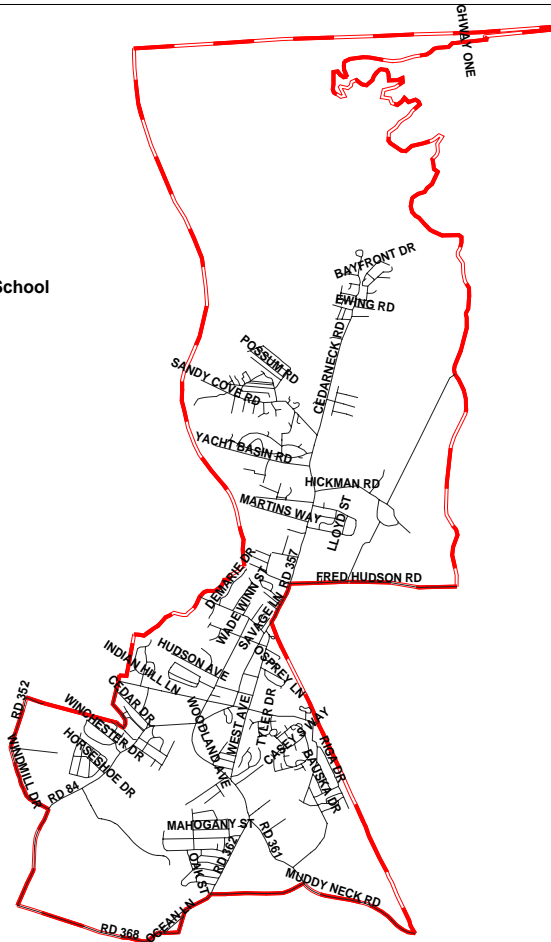 GHWAY ONE
School
BAYFRONT DR
EWING RD
POSSUM RD
CEDARNECK RD
SANDY COVE RD
YACHT BASIN RD
HICKMAN RD
MARTINS WAY
LLOYD ST
DEMARIE DR
RD 357
FRED HUDSON RD
WADE WINK ST
SAVAGE LN
HUDSON AVE
OSPREY LN
INDIAN HILL LN
CEDAR DR
RD 352
WINCHESTER DR
WOODLAND AVE
WEST AVE
TYLER DR
CASEY'S WAY
RIGA DR
HORSESHOE DR
WINDMILL DR
BAUSKA DR
RD 84
MAHOGANY ST
RD 362
RD 361
OAK ST
MUDDY NECK RD
OCEAN LN
RD 368